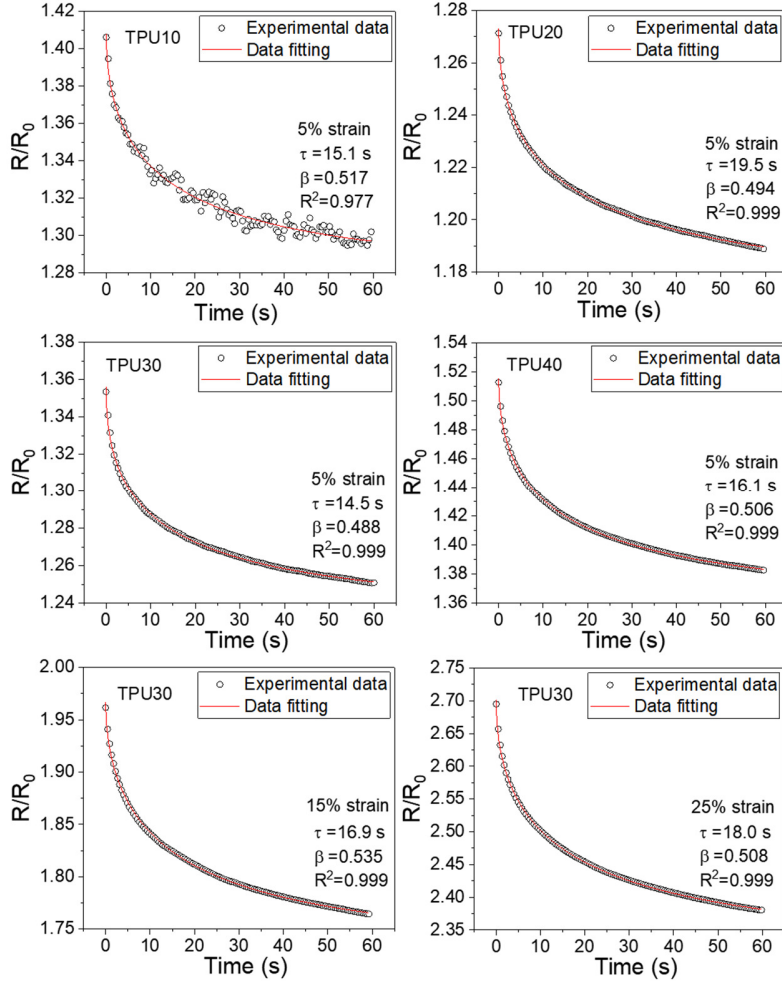 TPU10
Experimental data
Data fitting
5% strain
τ =15.1 s
β =0.517
R²=0.977
1.42
1.40
1.38
1.36
1.34
1.32
1.30
1.28
R/R₀
0 10 20 30 40 50 60
Time (s)
TPU20
Experimental data
Data fitting
5% strain
τ =19.5 s
β =0.494
R²=0.999
1.28
1.26
1.24
1.22
1.20
1.18
R/R₀
0 10 20 30 40 50 60
Time (s)
TPU30
Experimental data
Data fitting
5% strain
τ =14.5 s
β =0.488
R²=0.999
1.38
1.36
1.34
1.32
1.30
1.28
1.26
1.24
R/R₀
0 10 20 30 40 50 60
Time (s)
TPU40
Experimental data
Data fitting
5% strain
τ =16.1 s
β =0.506
R²=0.999
1.54
1.52
1.50
1.48
1.46
1.44
1.42
1.40
1.38
1.36
R/R₀
0 10 20 30 40 50 60
Time (s)
TPU30
Experimental data
Data fitting
15% strain
τ =16.9 s
β =0.535
R²=0.999
2.00
1.95
1.90
1.85
1.80
1.75
R/R₀
0 10 20 30 40 50 60
Time (s)
TPU30
Experimental data
Data fitting
25% strain
τ =18.0 s
β =0.508
R²=0.999
2.75
2.70
2.65
2.60
2.55
2.50
2.45
2.40
2.35
R/R₀
0 10 20 30 40 50 60
Time (s)